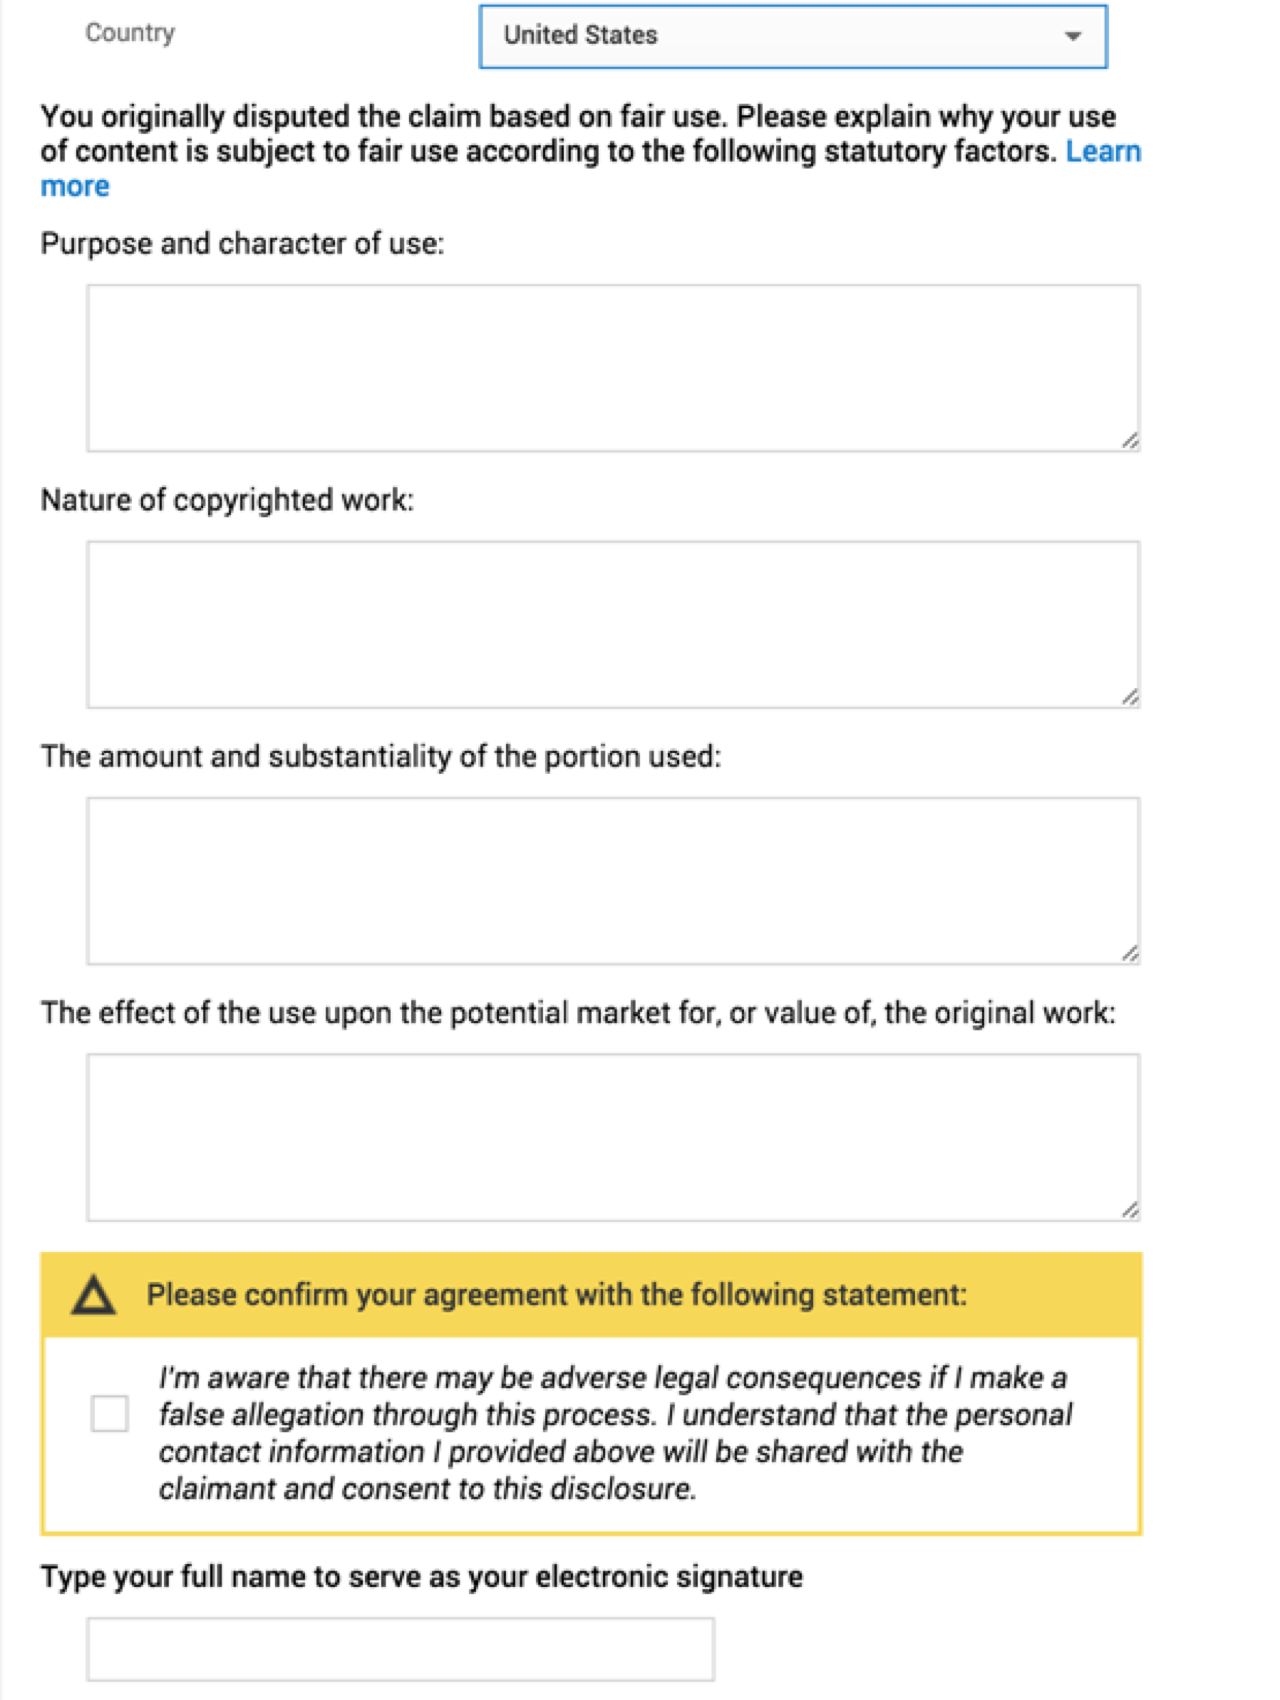 Country
United States
You originally disputed the claim based on fair use. Please explain why your use
of content is subject to fair use according to the following statutory factors. Learn
more
Purpose and character of use:
Nature of copyrighted work:
The amount and substantiality of the portion used:
The effect of the use upon the potential market for, or value of, the original work:
Please confirm your agreement with the following statement:
I'm aware that there may be adverse legal consequences if I make a
false allegation through this process. I understand that the personal
contact information I provided above will be shared with the
claimant and consent to this disclosure.
Type your full name to serve as your electronic signature